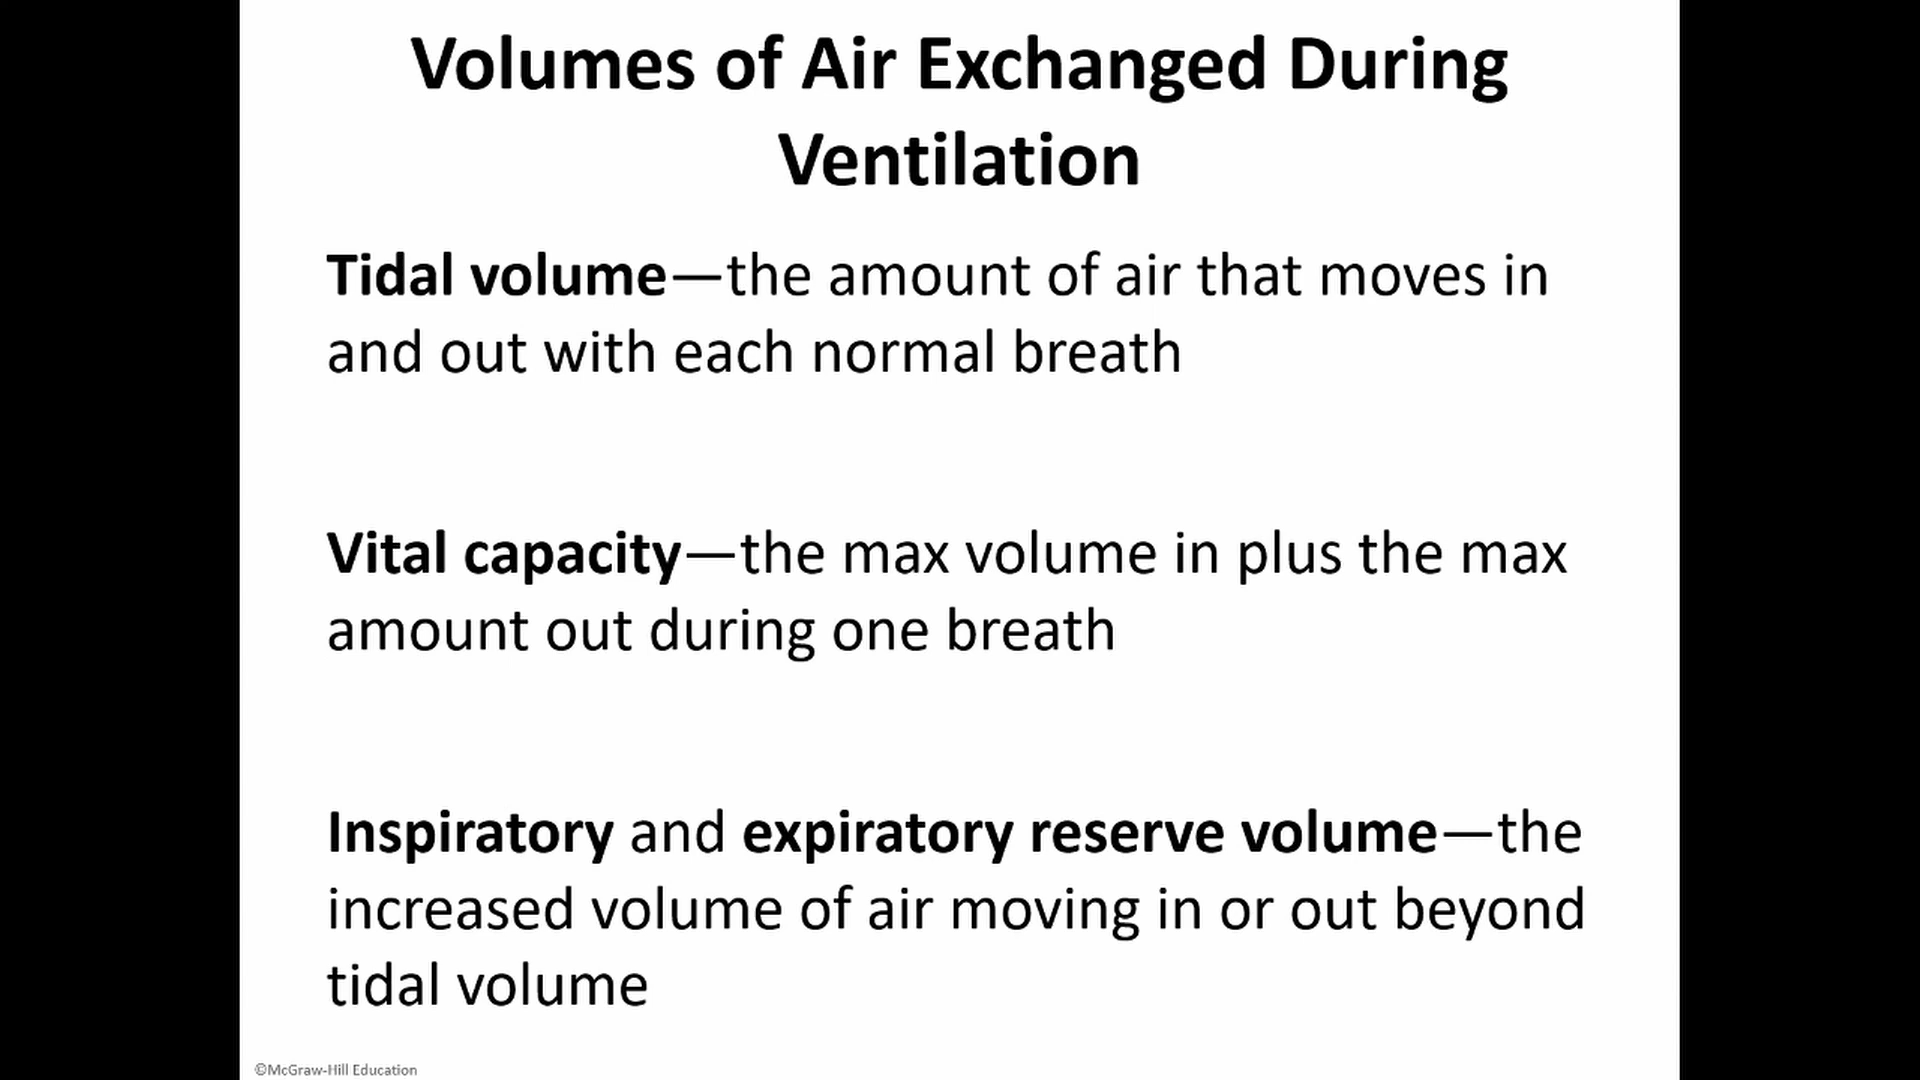 Volumes of Air Exchanged During
Ventilation
Tidal volume—the amount of air that moves in
and out with each normal breath
Vital capacity—the max volume in plus the max
amount out during one breath
Inspiratory and expiratory reserve volume—the
increased volume of air moving in or out beyond
tidal volume
©McGraw-Hill Education